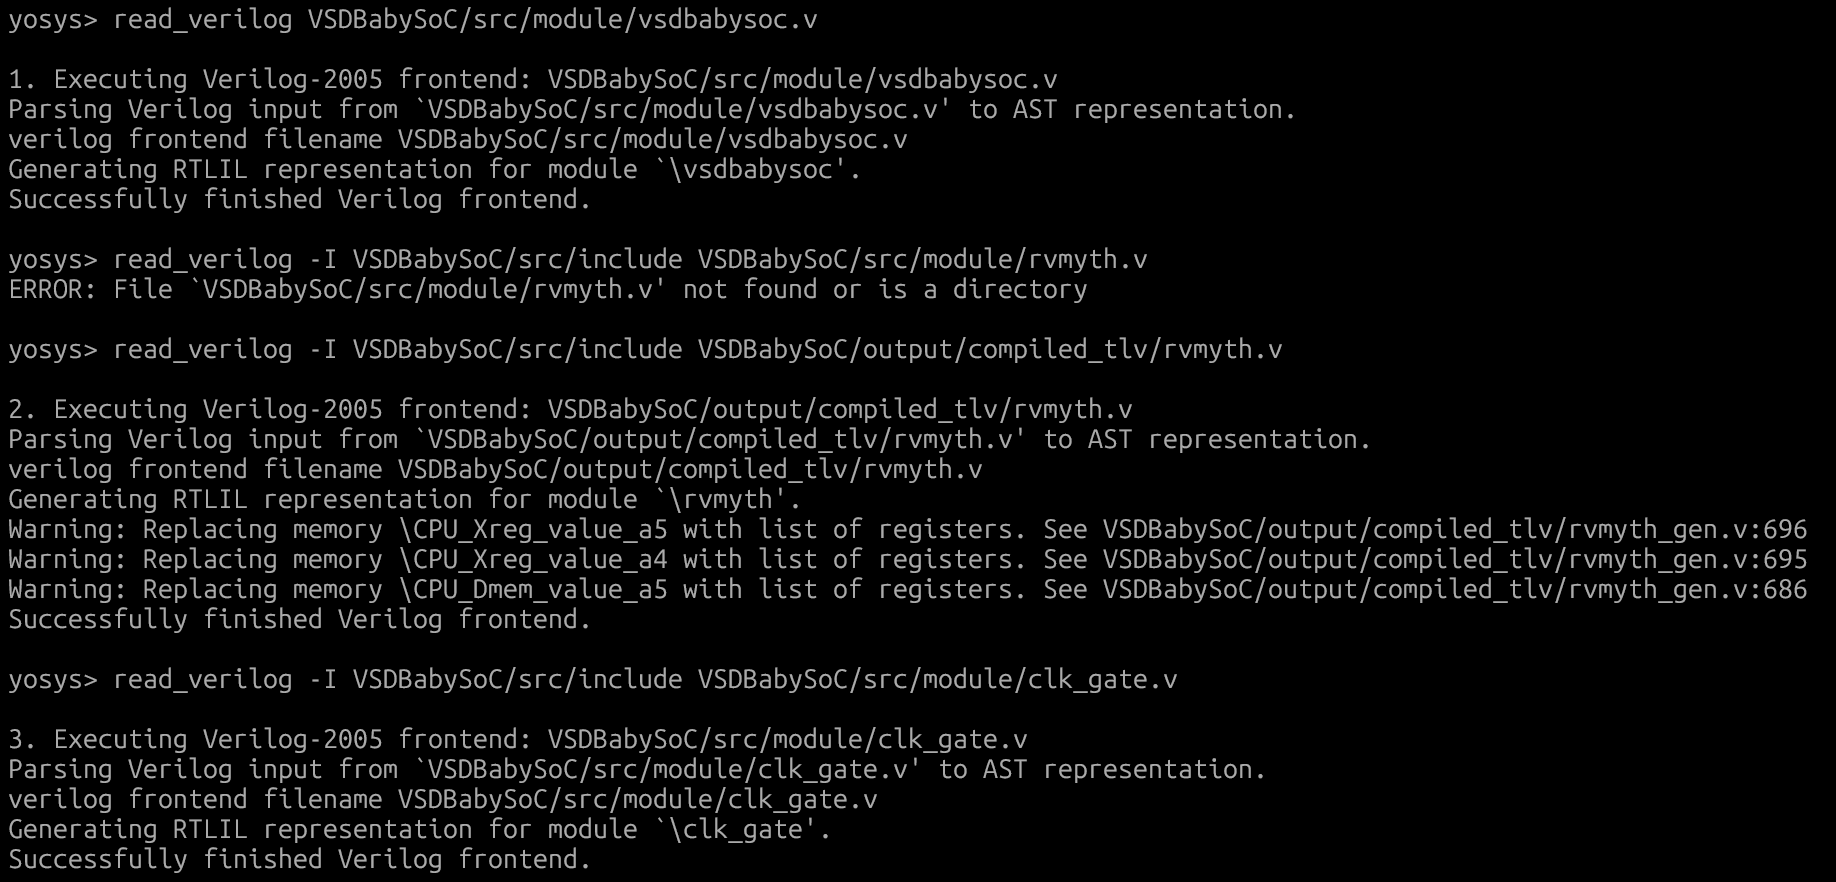 yosys> read_verilog VSDBabySoC/src/module/vsdbabysoc.v
1. Executing Verilog-2005 frontend: VSDBabySoC/src/module/vsdbabysoc.v
Parsing Verilog input from `VSDBabySoC/src/module/vsdbabysoc.v' to AST representation.
verilog frontend filename VSDBabySoC/src/module/vsdbabysoc.v
Generating RTLIL representation for module `\vsdbabysoc'.
Successfully finished Verilog frontend.
yosys> read_verilog -I VSDBabySoC/src/include VSDBabySoC/src/module/rvmyth.v
ERROR: File `VSDBabySoC/src/module/rvmyth.v' not found or is a directory
yosys> read_verilog -I VSDBabySoC/src/include VSDBabySoC/output/compiled_tlv/rvmyth.v
2. Executing Verilog-2005 frontend: VSDBabySoC/output/compiled_tlv/rvmyth.v
Parsing Verilog input from `VSDBabySoC/output/compiled_tlv/rvmyth.v' to AST representation.
verilog frontend filename VSDBabySoC/output/compiled_tlv/rvmyth.v
Generating RTLIL representation for module `\rvmyth'.
Warning: Replacing memory \CPU_Xreg_value_a5 with list of registers. See VSDBabySoC/output/compiled_tlv/rvmyth_gen.v:696
Warning: Replacing memory \CPU_Xreg_value_a4 with list of registers. See VSDBabySoC/output/compiled_tlv/rvmyth_gen.v:695
Warning: Replacing memory \CPU_Dmem_value_a5 with list of registers. See VSDBabySoC/output/compiled_tlv/rvmyth_gen.v:686
Successfully finished Verilog frontend.
yosys> read_verilog -I VSDBabySoC/src/include VSDBabySoC/src/module/clk_gate.v
3. Executing Verilog-2005 frontend: VSDBabySoC/src/module/clk_gate.v
Parsing Verilog input from `VSDBabySoC/src/module/clk_gate.v' to AST representation.
verilog frontend filename VSDBabySoC/src/module/clk_gate.v
Generating RTLIL representation for module `\clk_gate'.
Successfully finished Verilog frontend.